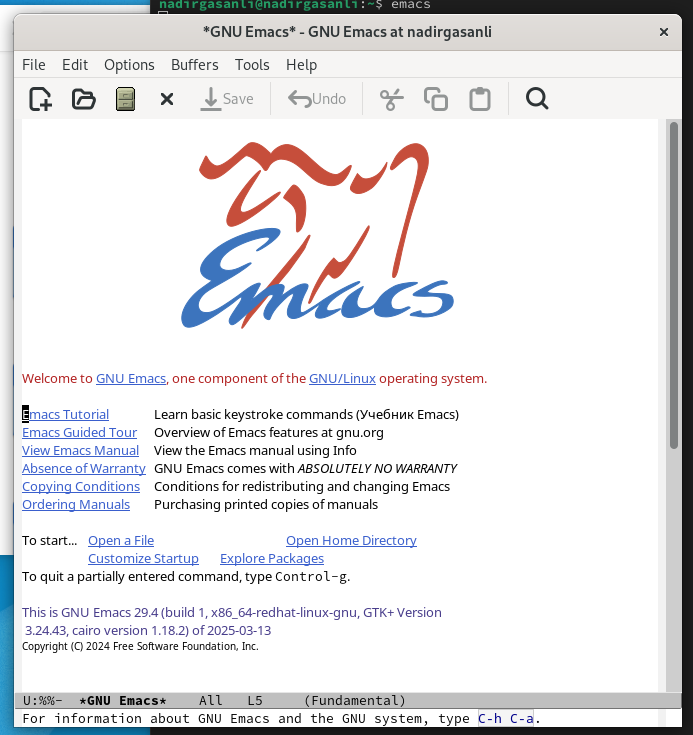 nadirgasanli@nadirgasanli:~$ emacs
*GNU Emacs* - GNU Emacs at nadirgasanli
File Edit Options Buffers Tools Help
Save Undo
Emacs
Welcome to GNU Emacs, one component of the GNU/Linux operating system.
Emacs Tutorial Learn basic keystroke commands (Учебник Emacs)
Emacs Guided Tour Overview of Emacs features at gnu.org
View Emacs Manual View the Emacs manual using Info
Absence of Warranty GNU Emacs comes with ABSOLUTELY NO WARRANTY
Copying Conditions Conditions for redistributing and changing Emacs
Ordering Manuals Purchasing printed copies of manuals
To start... Open a File Open Home Directory
Customize Startup Explore Packages
To quit a partially entered command, type Control-g.
This is GNU Emacs 29.4 (build 1, x86_64-redhat-linux-gnu, GTK+ Version
3.24.43, cairo version 1.18.2) of 2025-03-13
Copyright (C) 2024 Free Software Foundation, Inc.
U:%%- *GNU Emacs* All L5 (Fundamental)
For information about GNU Emacs and the GNU system, type C-h C-a.